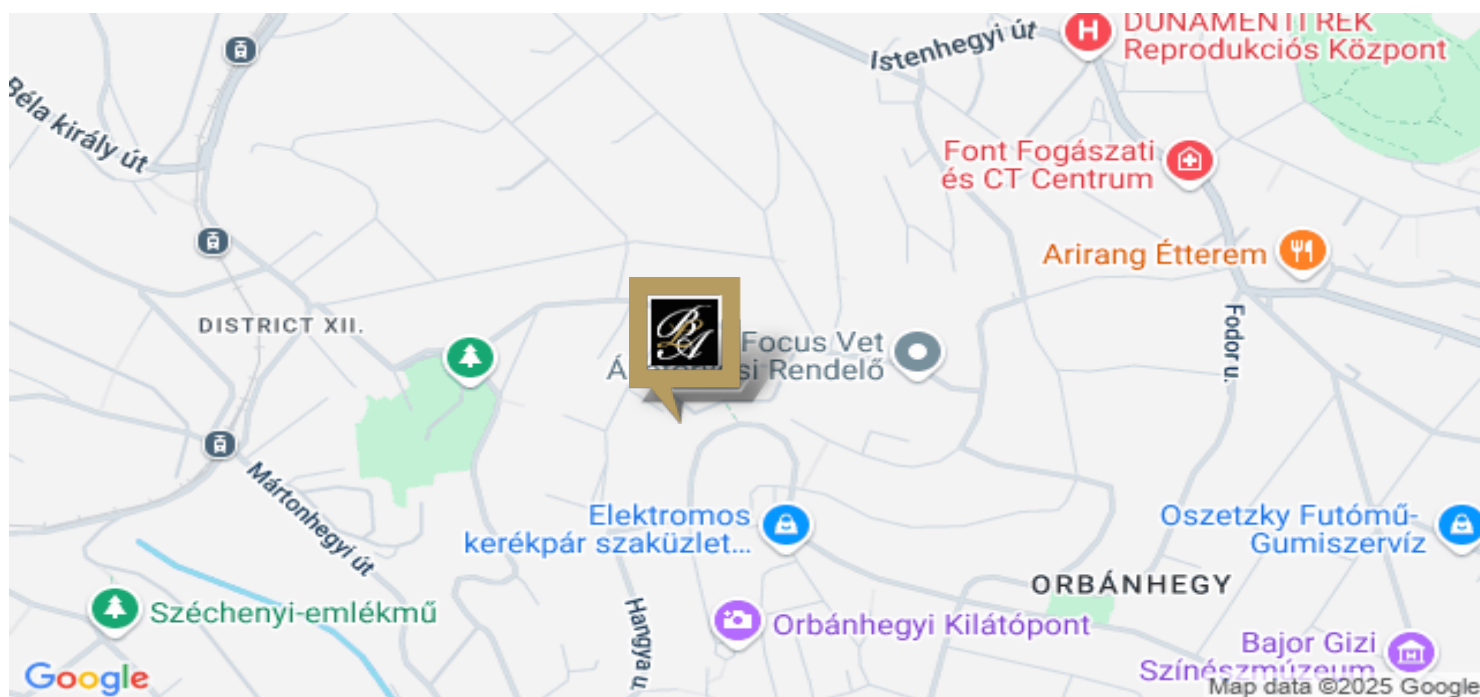 DUNAMENTI REK
Reprodukciós Központ
Istenhegyi út
Béla király út
Font Fogászati
és CT Centrum
Arirang Étterem
DISTRICT XII.
Focus Vet
Rendelő
Fodor u.
Mártonhegyi út
Elektromos
kerékpár szaküzlet...
Oszetzky Futómű-
Gumiszervíz
ORBÁNHEGY
Széchenyi-emlékmű
Hangya u.
Orbánhegyi Kilátópont
Bajor Gizi
Színészmúzeum
Google
Map data ©2025 Google